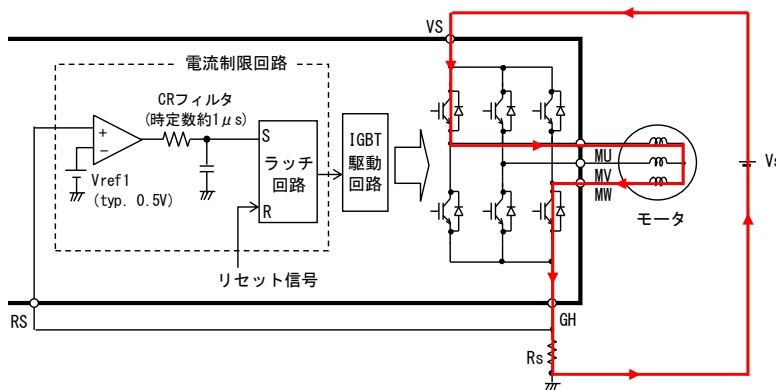 VS
電流制限回路
CRフィルタ
(時定数約1μs)
+
−
Vref1
(typ. 0.5V)
S
ラッチ
回路
R
リセット信号
IGBT
駆動
回路
MU
MV
MW
モータ
Vs
RS
GH
Rs